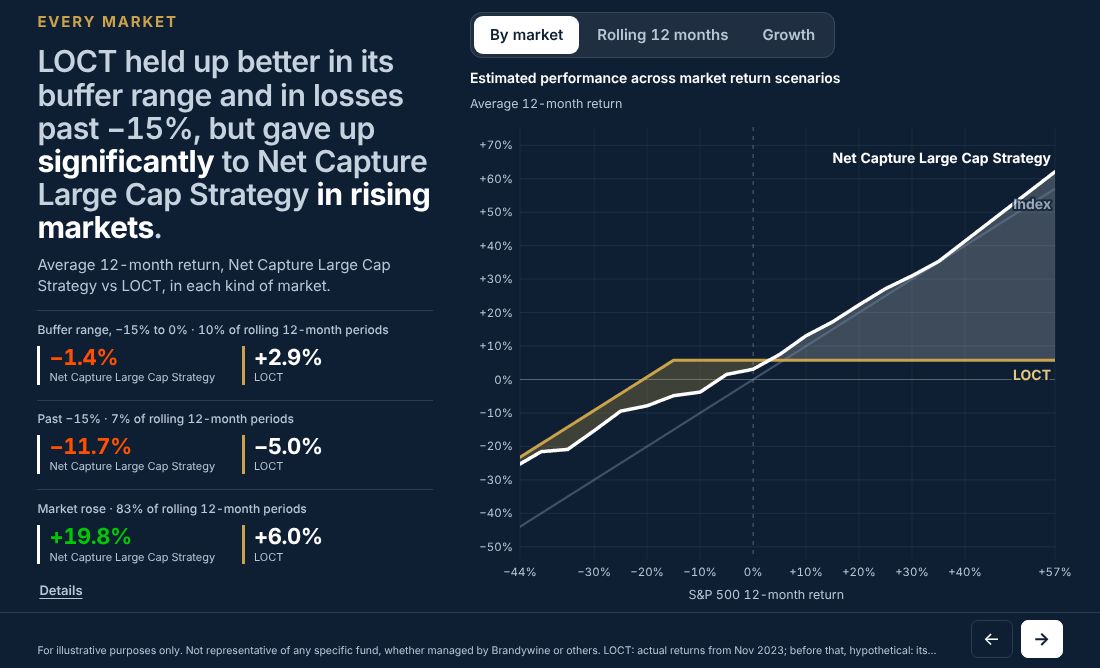 EVERY MARKET
LOCT held up better in its
buffer range and in losses
past −15%, but gave up
significantly to Net Capture
Large Cap Strategy in rising
markets.
Average 12-month return, Net Capture Large Cap
Strategy vs LOCT, in each kind of market.
Buffer range, −15% to 0% · 10% of rolling 12-month periods
−1.4%
Net Capture Large Cap Strategy
+2.9%
LOCT
Past −15% · 7% of rolling 12-month periods
−11.7%
Net Capture Large Cap Strategy
−5.0%
LOCT
Market rose · 83% of rolling 12-month periods
+19.8%
Net Capture Large Cap Strategy
+6.0%
LOCT
Details
By market
Rolling 12 months
Growth
Estimated performance across market return scenarios
Average 12-month return
+70%
+60%
+50%
+40%
+30%
+20%
+10%
0%
−10%
−20%
−30%
−40%
−50%
Net Capture Large Cap Strategy
Index
LOCT
−44%
−30%
−20%
−10%
0%
+10%
+20%
+30%
+40%
+57%
S&P 500 12-month return
For illustrative purposes only. Not representative of any specific fund, whether managed by Brandywine or others. LOCT: actual returns from Nov 2023; before that, hypothetical: its...